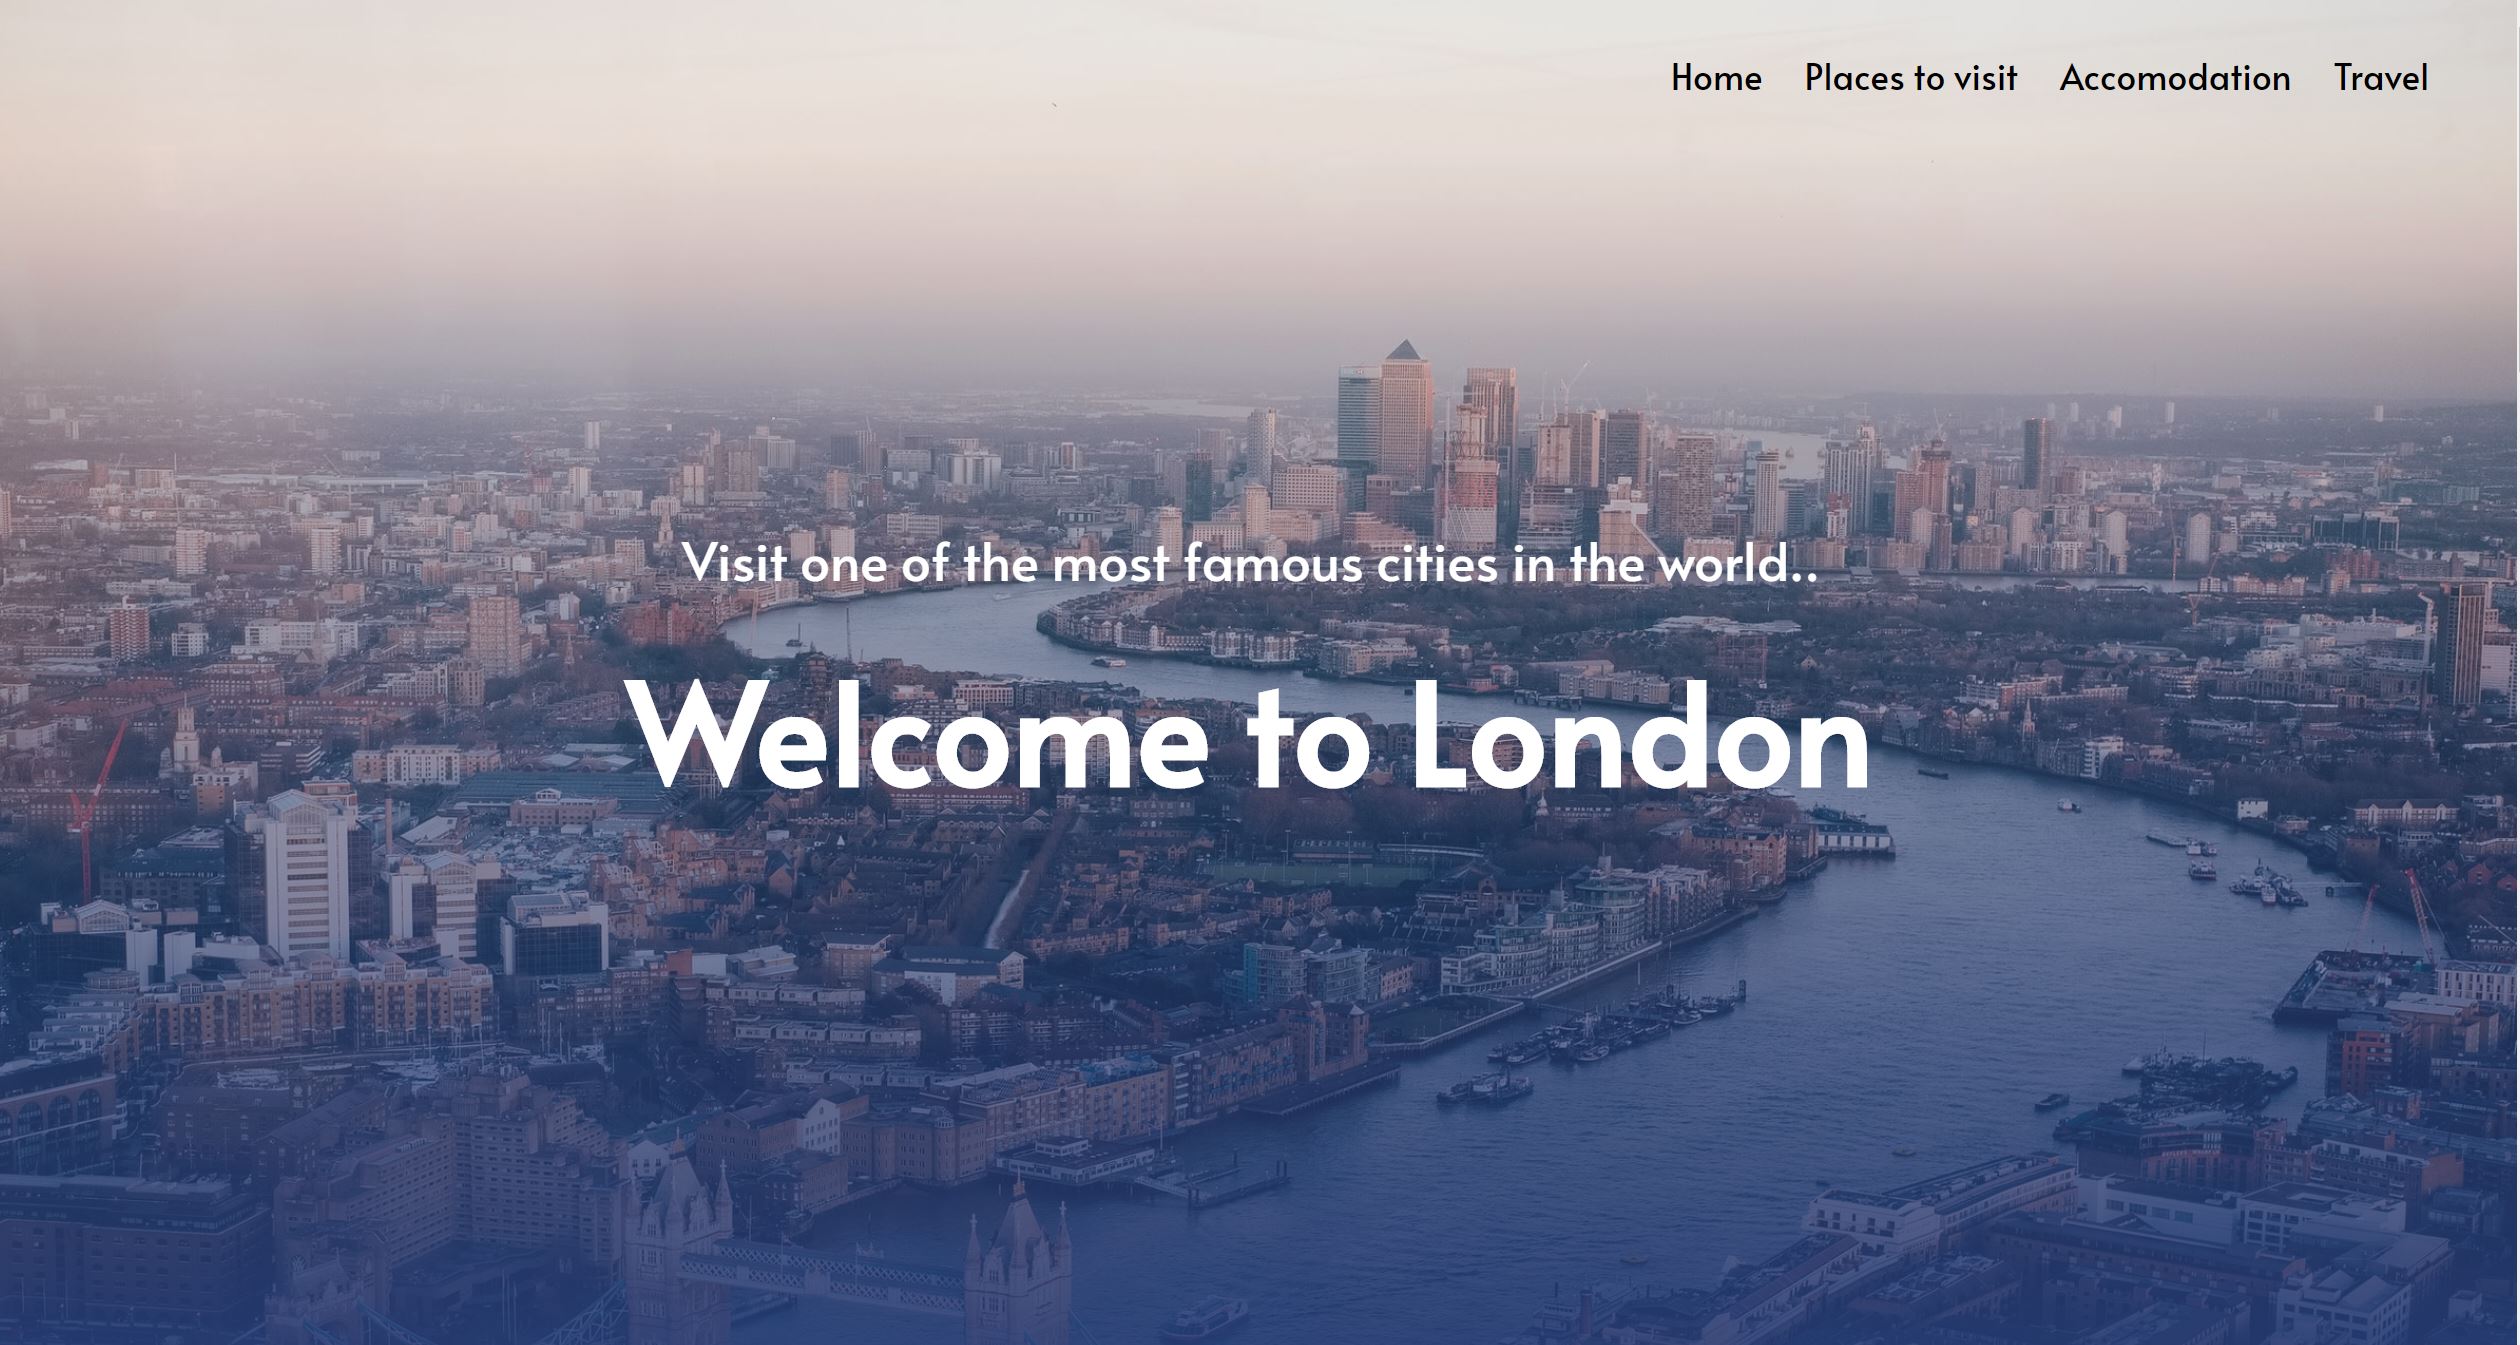 Home Places to visit Accomodation Travel
Visit one of the most famous cities in the world..
Welcome to London